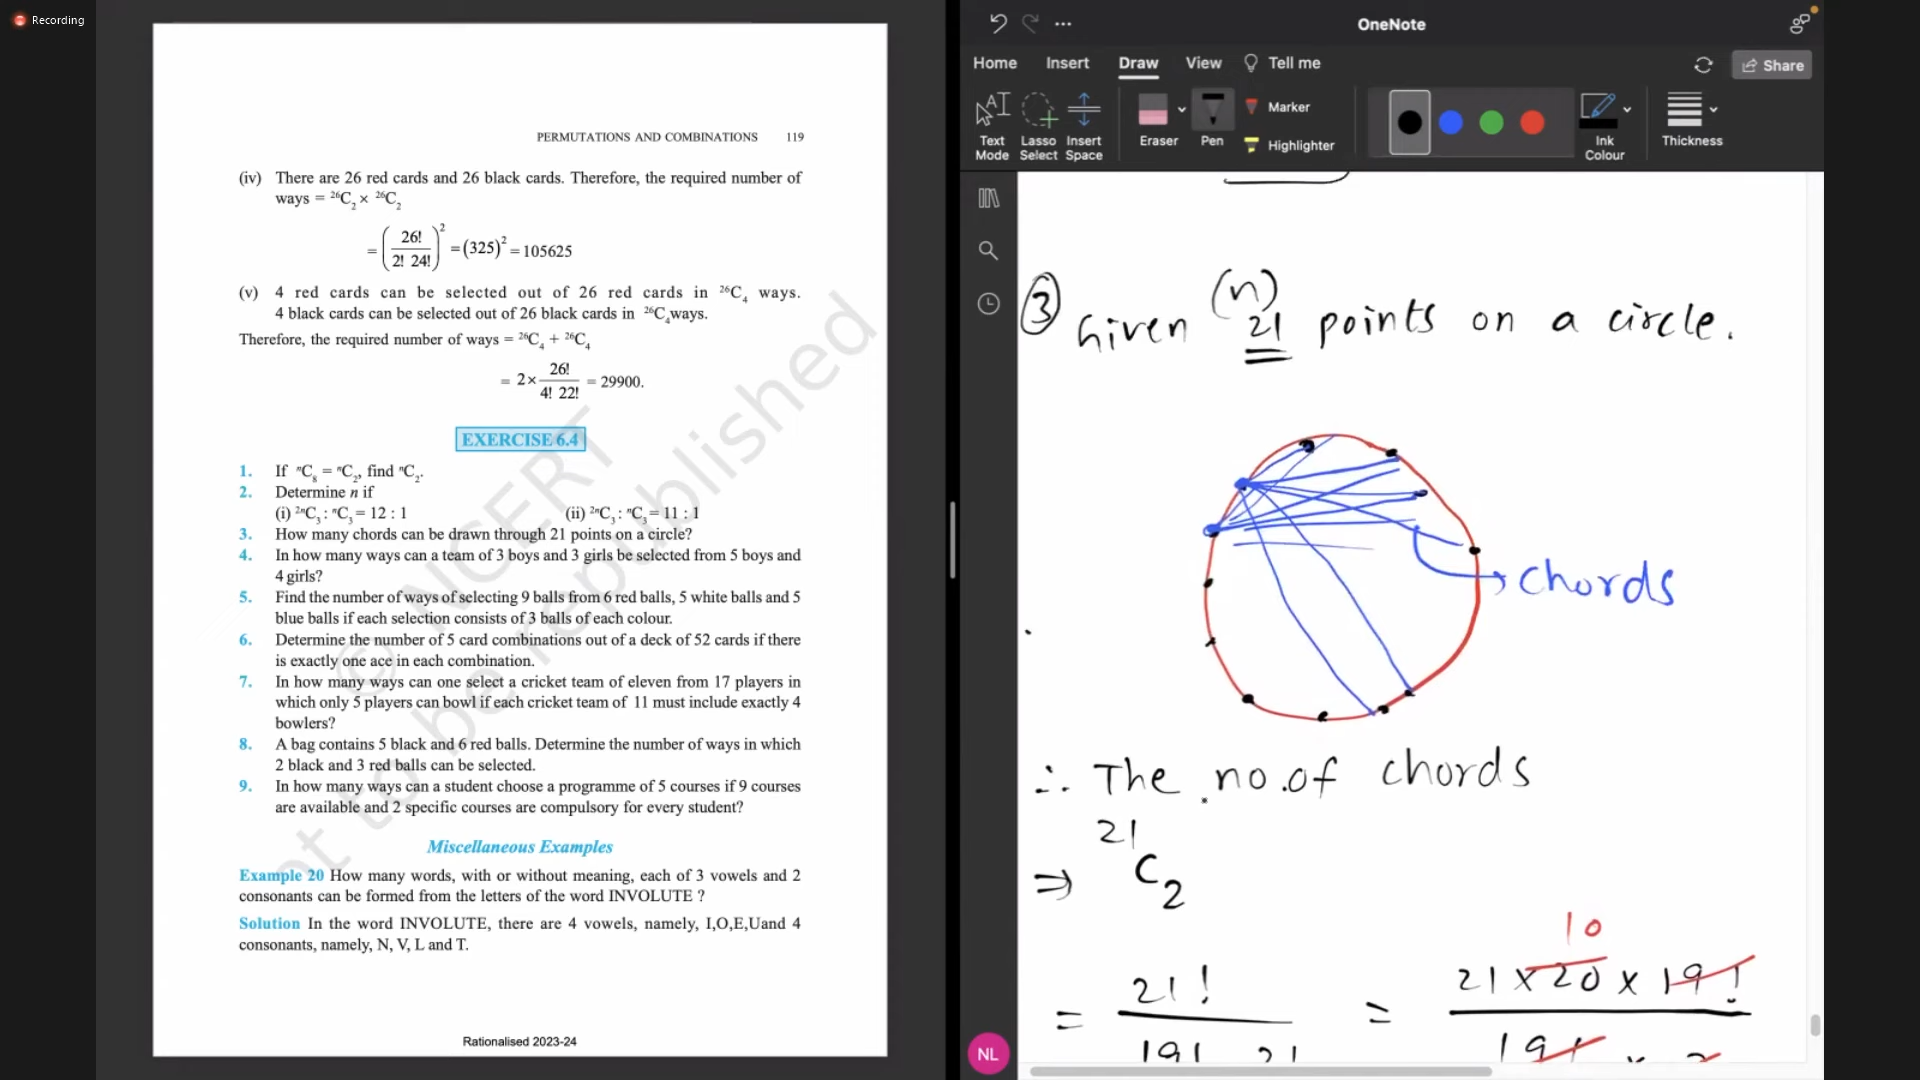 Recording
PERMUTATIONS AND COMBINATIONS 119
(iv) There are 26 red cards and 26 black cards. Therefore, the required number of
ways = ²⁶C₂ × ²⁶C₂
= (26! / 2! 24!)² = (325)² = 105625
(v) 4 red cards can be selected out of 26 red cards in ²⁶C₄ ways.
4 black cards can be selected out of 26 black cards in ²⁶C₄ways.
Therefore, the required number of ways = ²⁶C₄ + ²⁶C₄
= 2× 26! / 4! 22! = 29900.
EXERCISE 6.4
1. If ⁿC₈ = ⁿC₂, find ⁿC₂.
2. Determine n if
(i) ²ⁿC₃ : ⁿC₃ = 12 : 1 (ii) ²ⁿC₃ : ⁿC₃ = 11 : 1
3. How many chords can be drawn through 21 points on a circle?
4. In how many ways can a team of 3 boys and 3 girls be selected from 5 boys and
4 girls?
5. Find the number of ways of selecting 9 balls from 6 red balls, 5 white balls and 5
blue balls if each selection consists of 3 balls of each colour.
6. Determine the number of 5 card combinations out of a deck of 52 cards if there
is exactly one ace in each combination.
7. In how many ways can one select a cricket team of eleven from 17 players in
which only 5 players can bowl if each cricket team of 11 must include exactly 4
bowlers?
8. A bag contains 5 black and 6 red balls. Determine the number of ways in which
2 black and 3 red balls can be selected.
9. In how many ways can a student choose a programme of 5 courses if 9 courses
are available and 2 specific courses are compulsory for every student?
Miscellaneous Examples
Example 20 How many words, with or without meaning, each of 3 vowels and 2
consonants can be formed from the letters of the word INVOLUTE ?
Solution In the word INVOLUTE, there are 4 vowels, namely, I,O,E,Uand 4
consonants, namely, N, V, L and T.
Rationalised 2023-24
© NCERT
not to be republished
OneNote
Home Insert Draw View Tell me
Share
Text Mode
Lasso Select
Insert Space
Eraser
Pen
Marker
Highlighter
Ink Colour
Thickness
(n)
③ Given 21 points on a circle.
chords
∴ The no.of chords
⇒ ²¹C₂
10
= 21! / 19! 2! = 21 × 20 × 19! / 19! × 2
NL